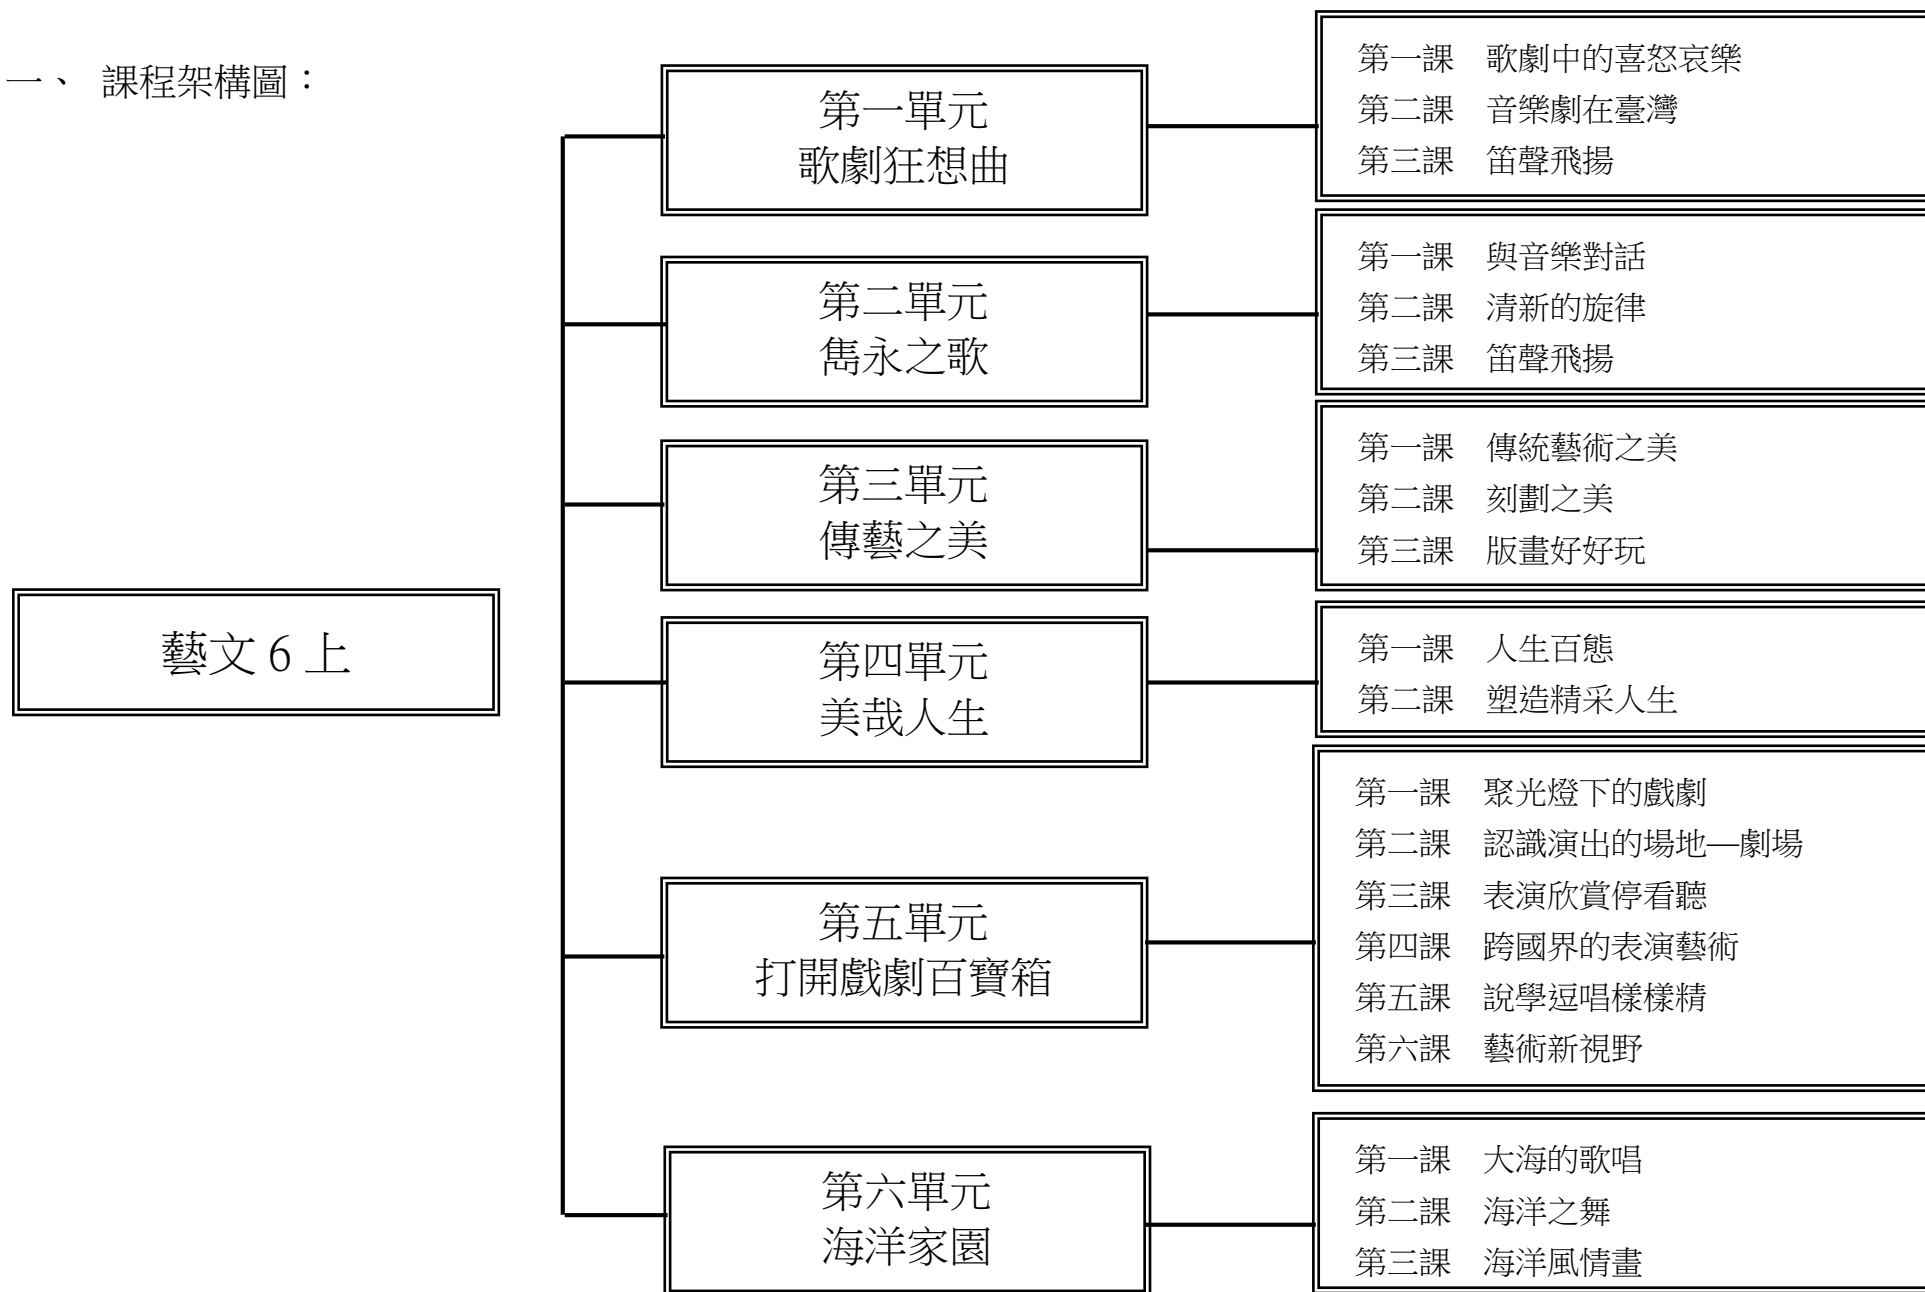 一、 課程架構圖：
藝文 6 上
第一單元
歌劇狂想曲
第一課 歌劇中的喜怒哀樂
第二課 音樂劇在臺灣
第三課 笛聲飛揚
第二單元
雋永之歌
第一課 與音樂對話
第二課 清新的旋律
第三課 笛聲飛揚
第三單元
傳藝之美
第一課 傳統藝術之美
第二課 刻劃之美
第三課 版畫好好玩
第四單元
美哉人生
第一課 人生百態
第二課 塑造精采人生
第五單元
打開戲劇百寶箱
第一課 聚光燈下的戲劇
第二課 認識演出的場地—劇場
第三課 表演欣賞停看聽
第四課 跨國界的表演藝術
第五課 說學逗唱樣樣精
第六課 藝術新視野
第六單元
海洋家園
第一課 大海的歌唱
第二課 海洋之舞
第三課 海洋風情畫